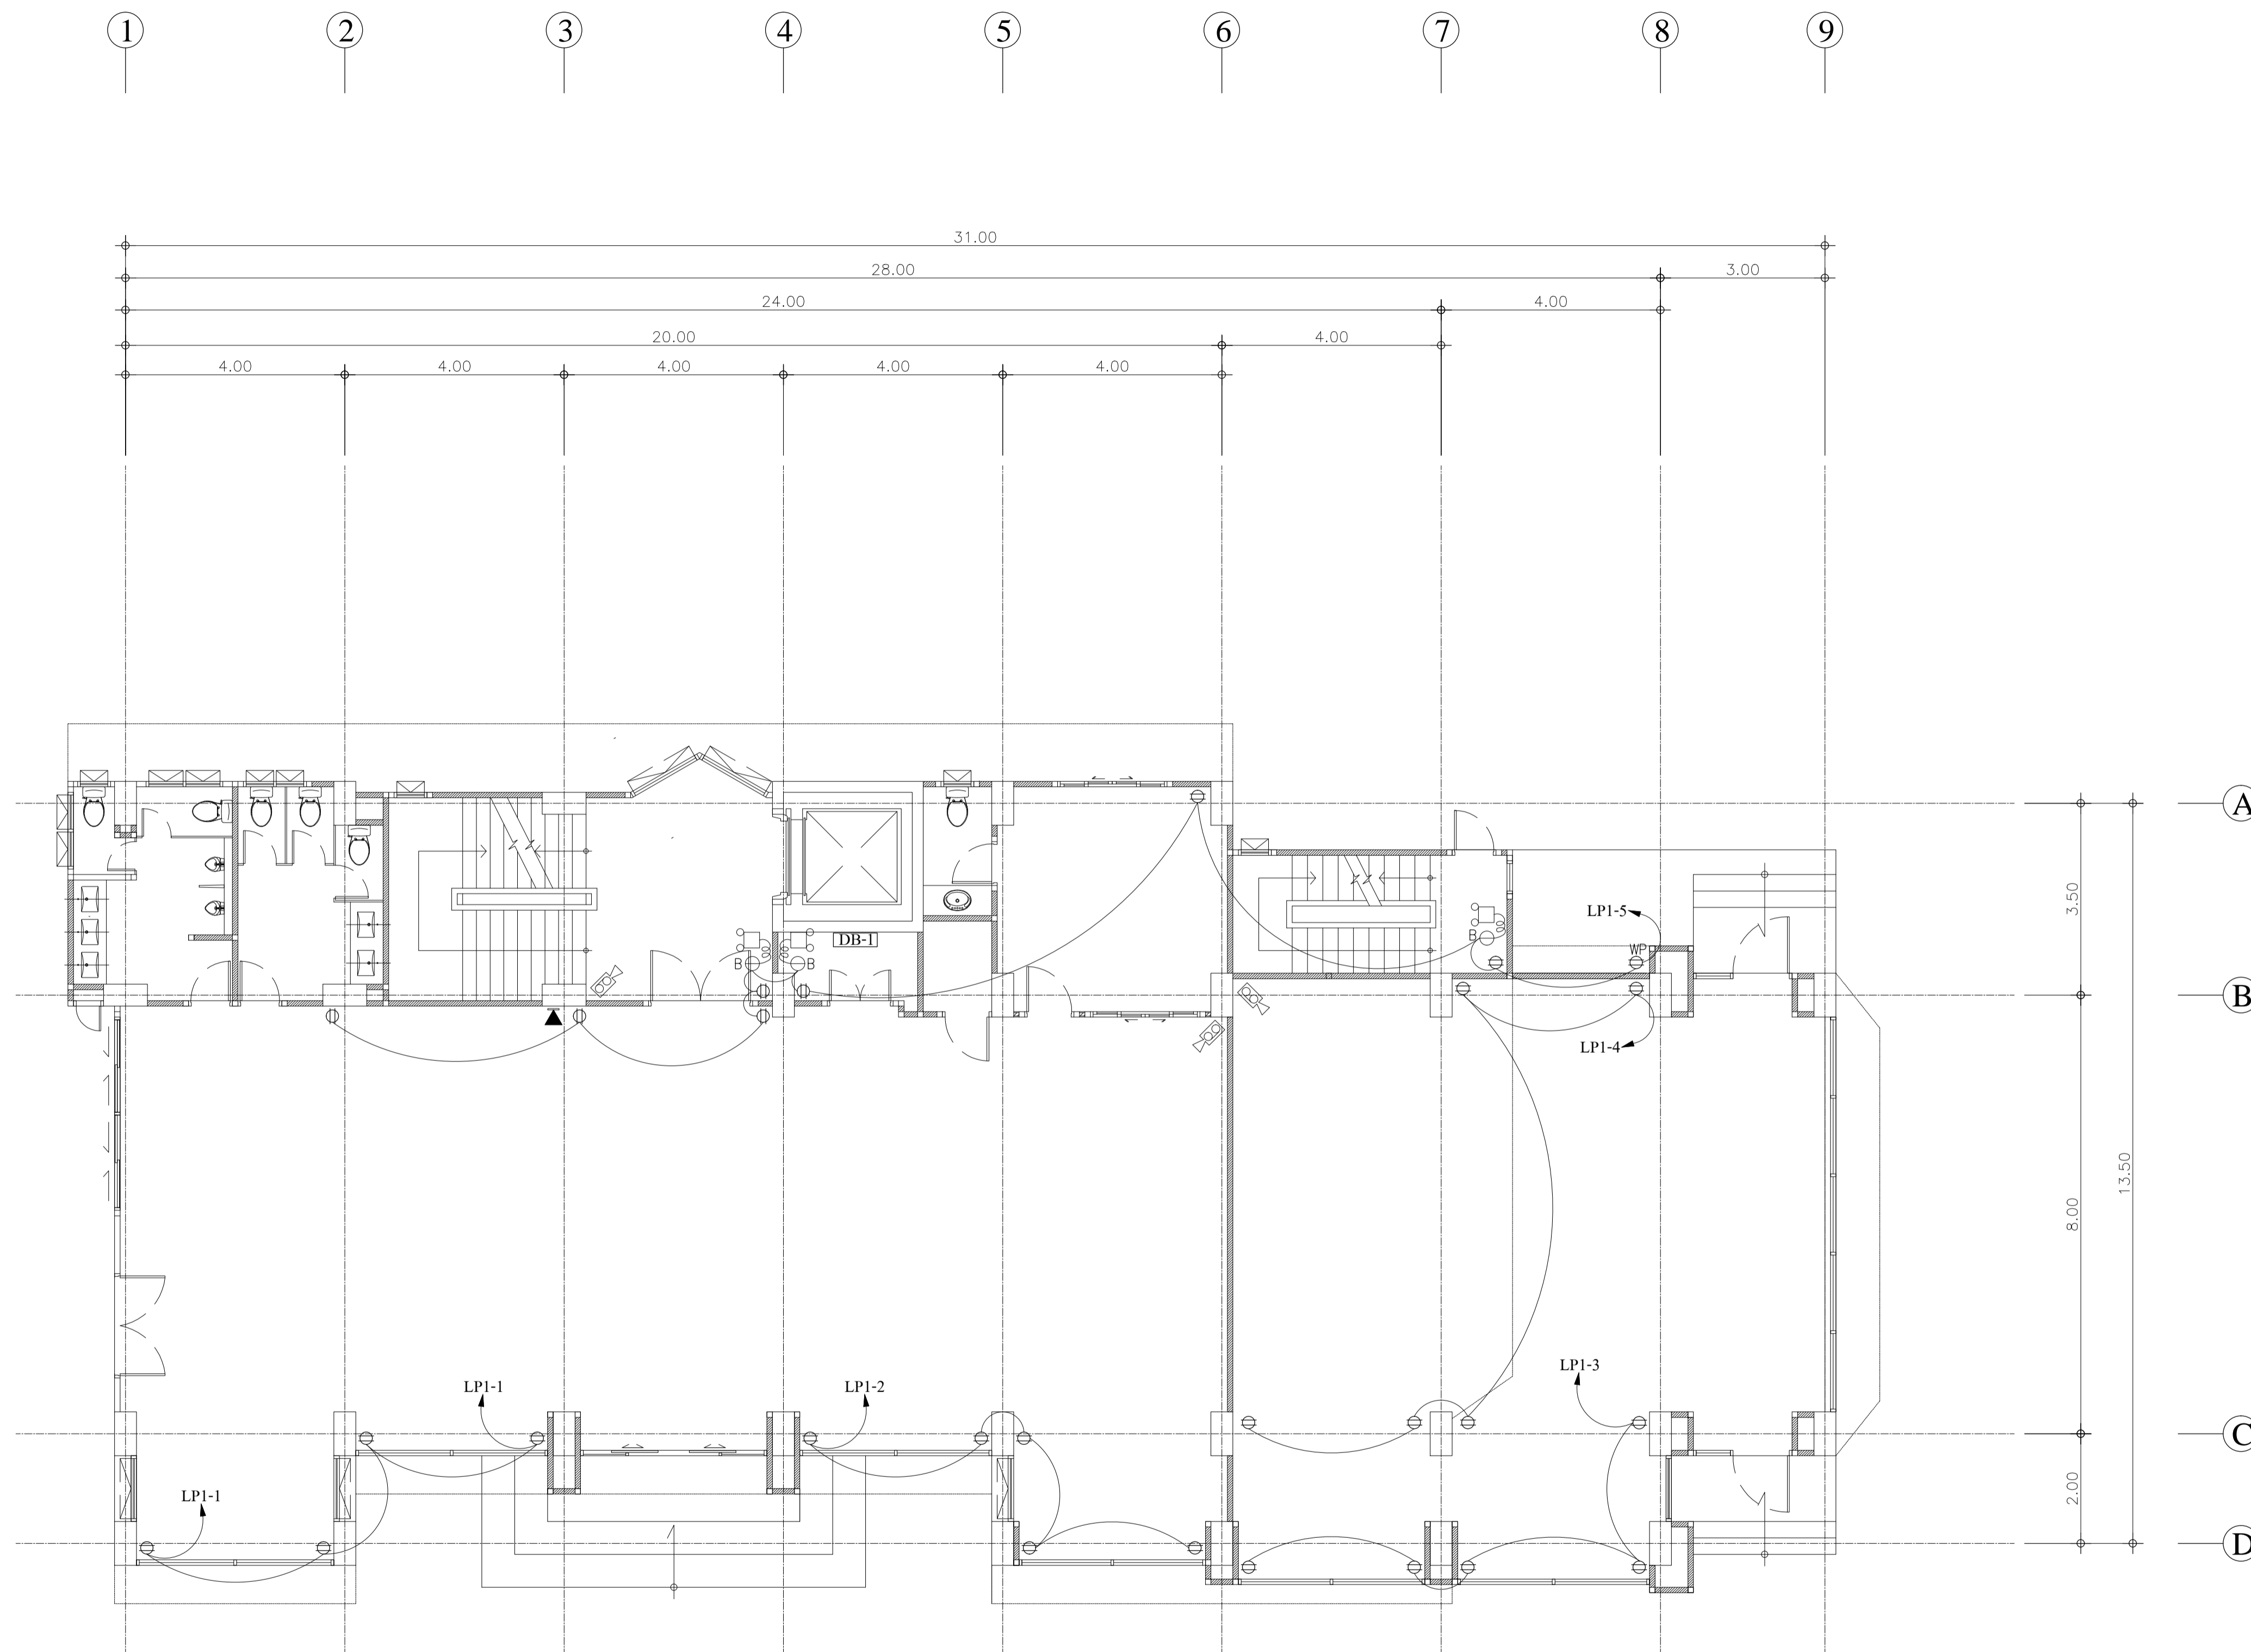 1 2 3 4 5 6 7 8 9
31.00
28.00 3.00
24.00 4.00
20.00 4.00
4.00 4.00 4.00 4.00 4.00
A
3.50
LP1-5
B
DB-1
WP
B B
B
LP1-4
13.50
8.00
LP1-3
LP1-1 LP1-2
C
2.00
LP1-1
D